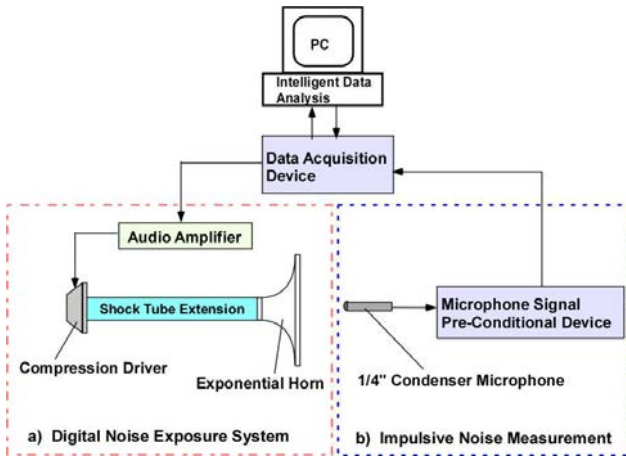 PC
Intelligent Data
Analysis
Data Acquisition
Device
Audio Amplifier
Shock Tube Extension
Compression Driver
Exponential Horn
a) Digital Noise Exposure System
Microphone Signal
Pre-Conditional Device
1/4" Condenser Microphone
b) Impulsive Noise Measurement